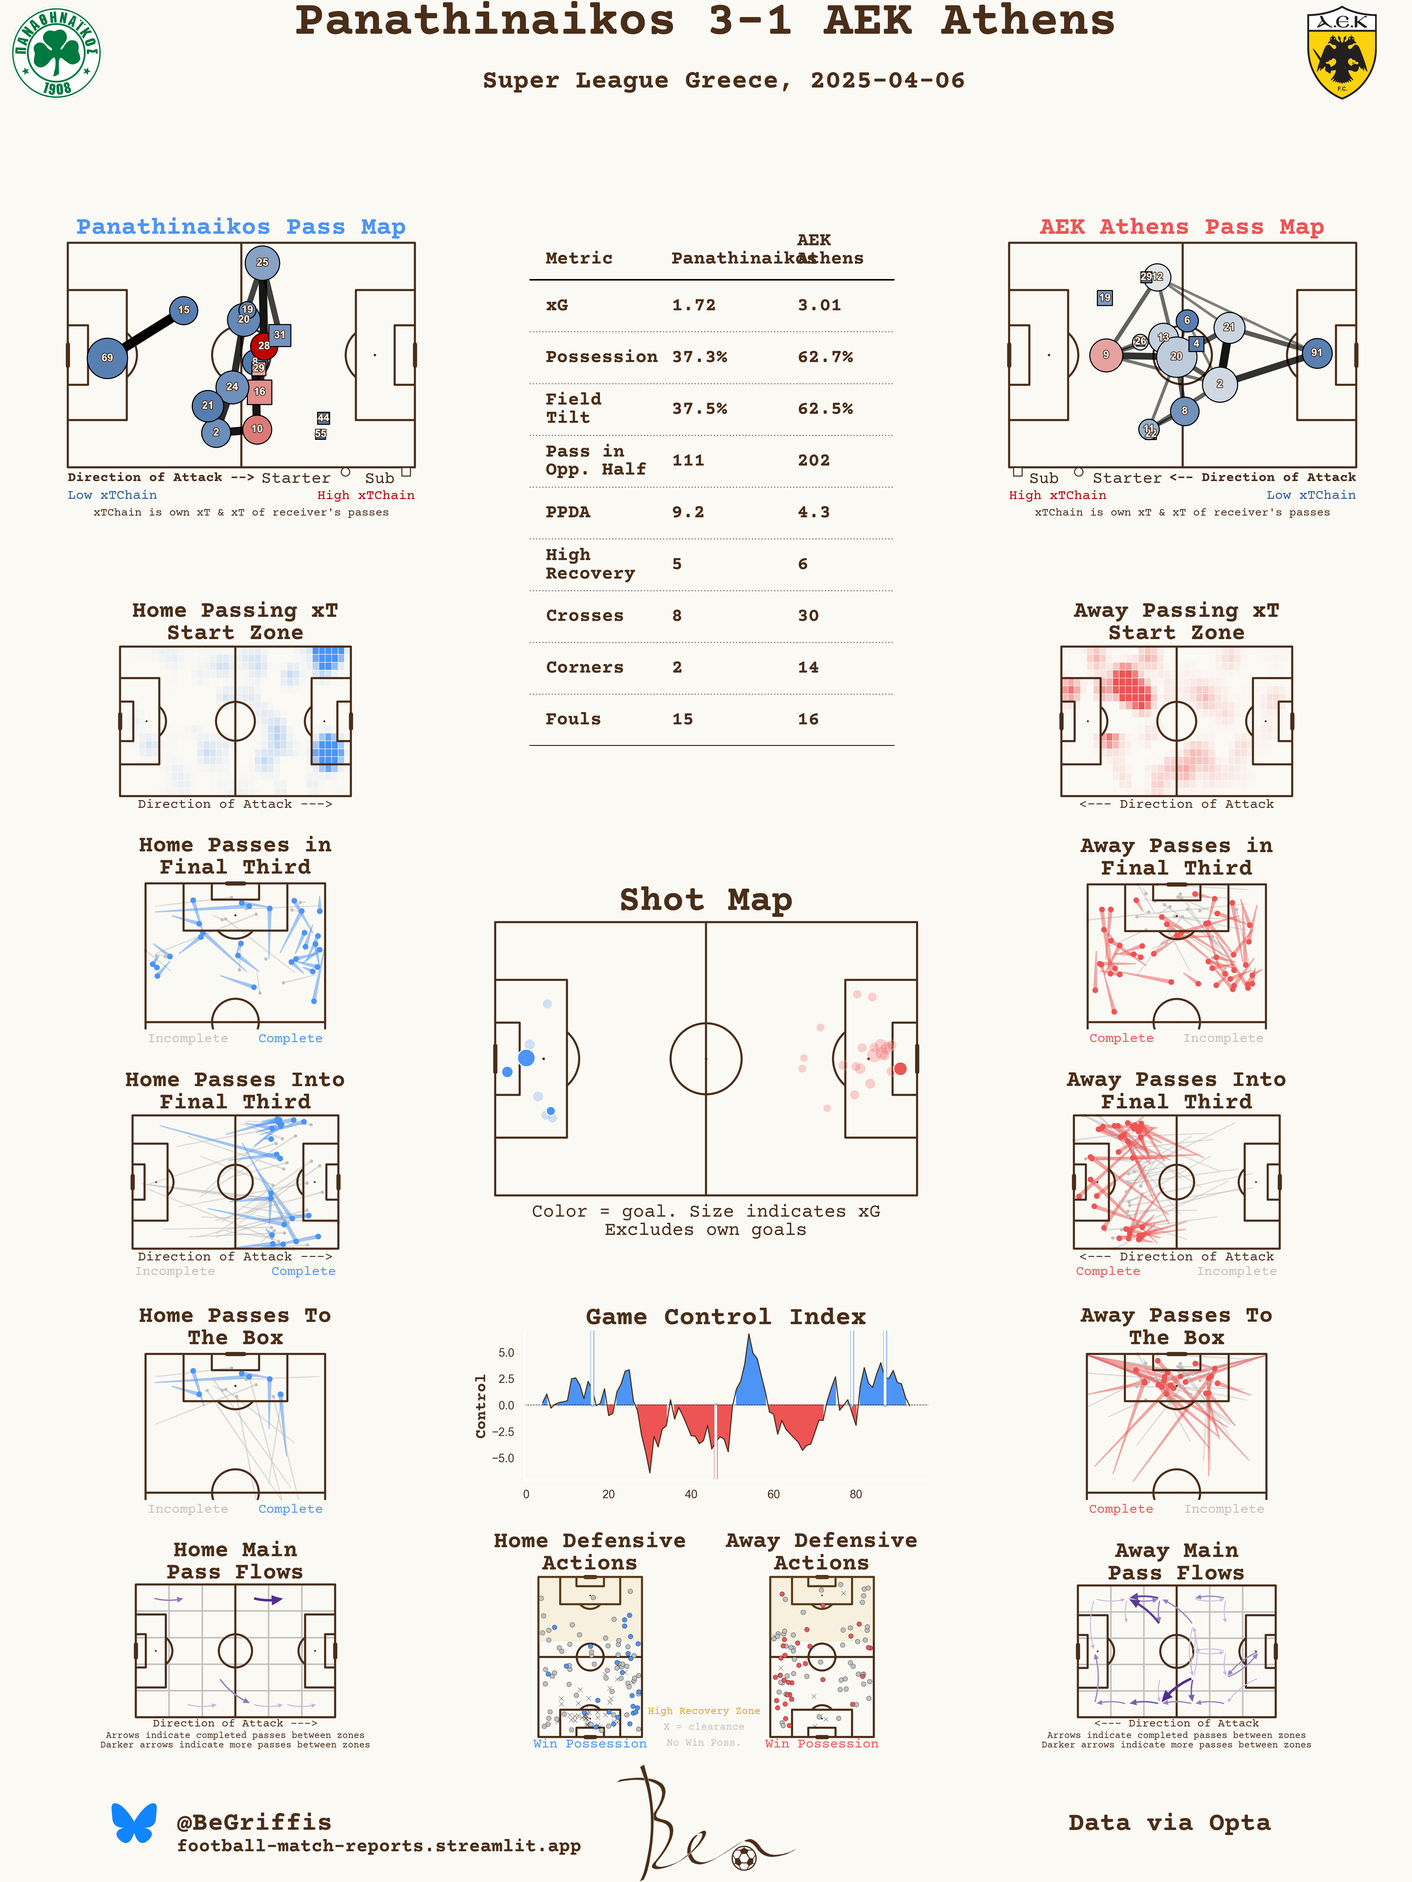 Panathinaikos 3-1 AEK Athens
Super League Greece, 2025-04-06
ΠΑΝΑΘΗΝΑΪΚΟΣ
1908
Α.Ε.Κ
F.C.
Panathinaikos Pass Map
25
15
19
20
31
69
28
8
29
24
16
21
2
10
44
55
Direction of Attack --> Starter Sub
Low xTChain High xTChain
xTChain is own xT & xT of receiver's passes
Metric Panathinaikos AEK Athens
xG 1.72 3.01
Possession 37.3% 62.7%
Field Tilt 37.5% 62.5%
Pass in Opp. Half 111 202
PPDA 9.2 4.3
High Recovery 5 6
Crosses 8 30
Corners 2 14
Fouls 15 16
AEK Athens Pass Map
29
12
19
6
21
13
26
4
9
20
91
2
8
11
22
Sub Starter <-- Direction of Attack
High xTChain Low xTChain
xTChain is own xT & xT of receiver's passes
Home Passing xT
Start Zone
Direction of Attack --->
Away Passing xT
Start Zone
<--- Direction of Attack
Home Passes in
Final Third
Incomplete Complete
Away Passes in
Final Third
Complete Incomplete
Shot Map
Color = goal. Size indicates xG
Excludes own goals
Home Passes Into
Final Third
Direction of Attack --->
Incomplete Complete
Away Passes Into
Final Third
<--- Direction of Attack
Complete Incomplete
Game Control Index
Control
5.0
2.5
0.0
−2.5
−5.0
0 20 40 60 80
Home Passes To
The Box
Incomplete Complete
Away Passes To
The Box
Complete Incomplete
Home Main
Pass Flows
Direction of Attack --->
Arrows indicate completed passes between zones
Darker arrows indicate more passes between zones
Home Defensive
Actions
Win Possession
High Recovery Zone
X = clearance
No Win Poss.
Away Defensive
Actions
Win Possession
Away Main
Pass Flows
<--- Direction of Attack
Arrows indicate completed passes between zones
Darker arrows indicate more passes between zones
@BeGriffis
football-match-reports.streamlit.app
Ben
Data via Opta